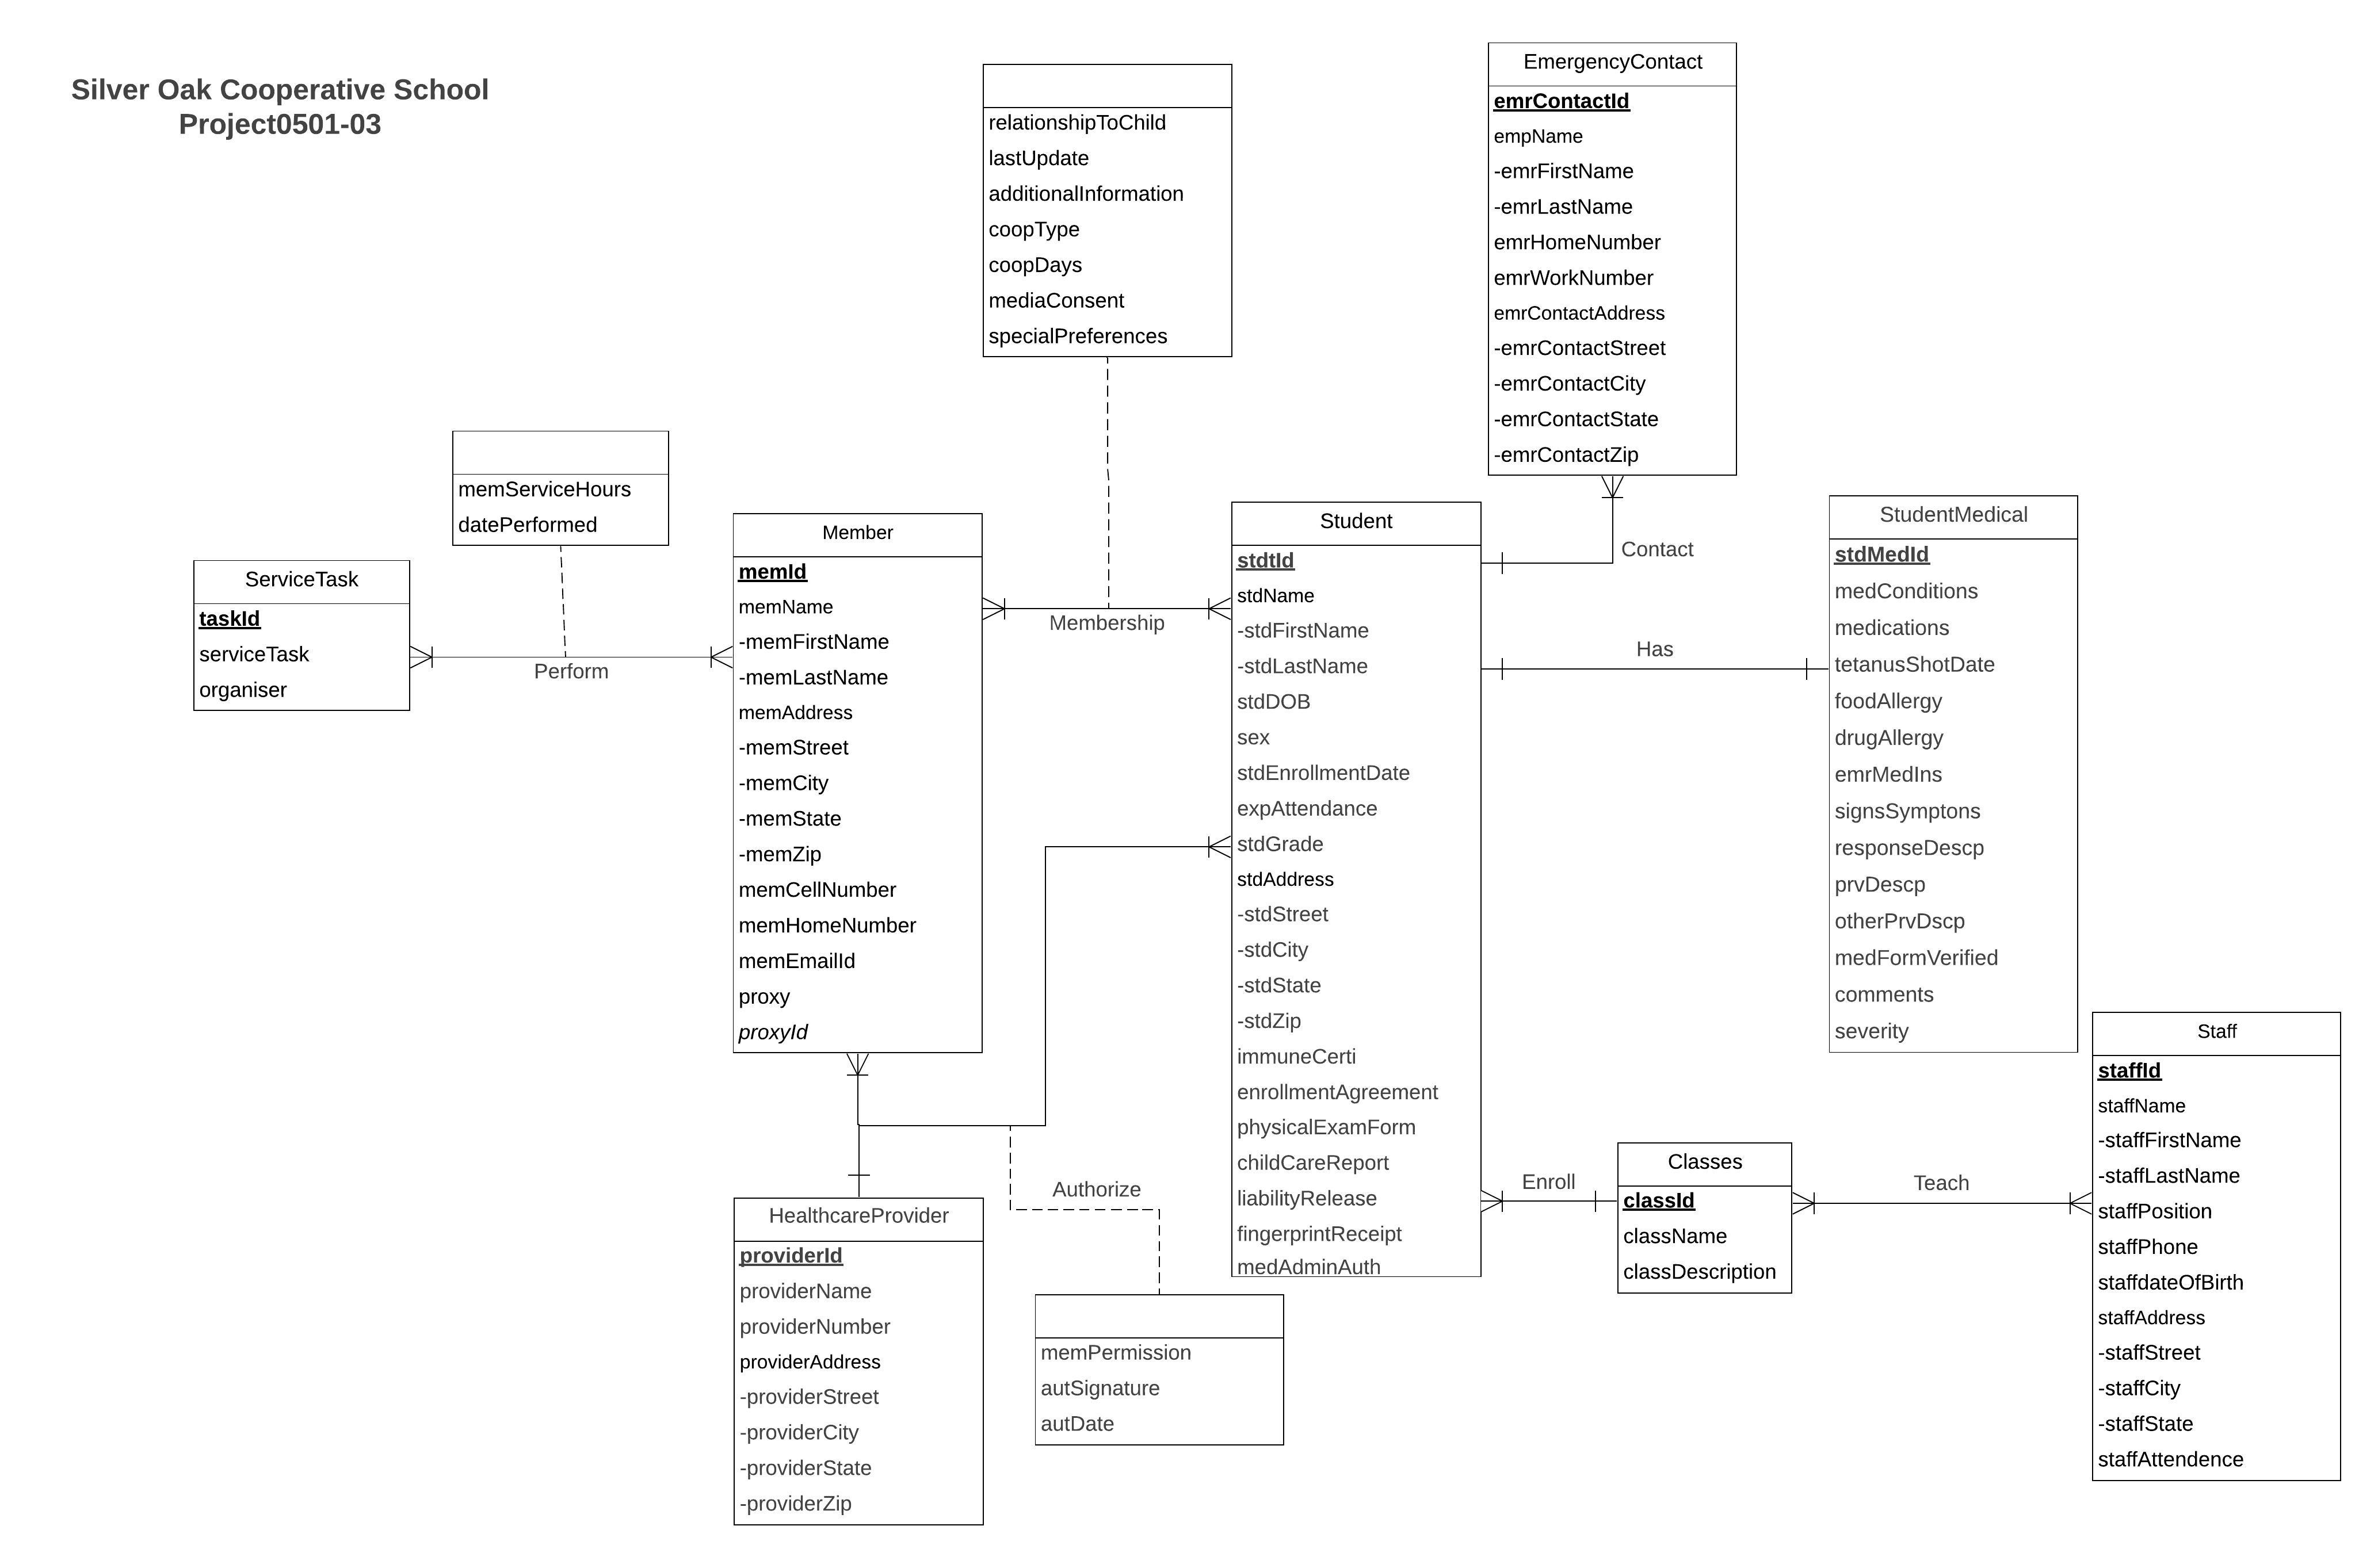 Silver Oak Cooperative School
Project0501-03
relationshipToChild
lastUpdate
additionalInformation
coopType
coopDays
mediaConsent
specialPreferences
EmergencyContact
emrContactId
empName
-emrFirstName
-emrLastName
emrHomeNumber
emrWorkNumber
emrContactAddress
-emrContactStreet
-emrContactCity
-emrContactState
-emrContactZip
memServiceHours
datePerformed
ServiceTask
taskId
serviceTask
organiser
Perform
Member
memId
memName
-memFirstName
-memLastName
memAddress
-memStreet
-memCity
-memState
-memZip
memCellNumber
memHomeNumber
memEmailId
proxy
proxyId
Membership
Student
stdtId
stdName
-stdFirstName
-stdLastName
stdDOB
sex
stdEnrollmentDate
expAttendance
stdGrade
stdAddress
-stdStreet
-stdCity
-stdState
-stdZip
immuneCerti
enrollmentAgreement
physicalExamForm
childCareReport
liabilityRelease
fingerprintReceipt
medAdminAuth
Contact
Has
StudentMedical
stdMedId
medConditions
medications
tetanusShotDate
foodAllergy
drugAllergy
emrMedIns
signsSymptons
responseDescp
prvDescp
otherPrvDscp
medFormVerified
comments
severity
HealthcareProvider
providerId
providerName
providerNumber
providerAddress
-providerStreet
-providerCity
-providerState
-providerZip
Authorize
memPermission
autSignature
autDate
Enroll
Classes
classId
className
classDescription
Teach
Staff
staffId
staffName
-staffFirstName
-staffLastName
staffPosition
staffPhone
staffdateOfBirth
staffAddress
-staffStreet
-staffCity
-staffState
staffAttendence